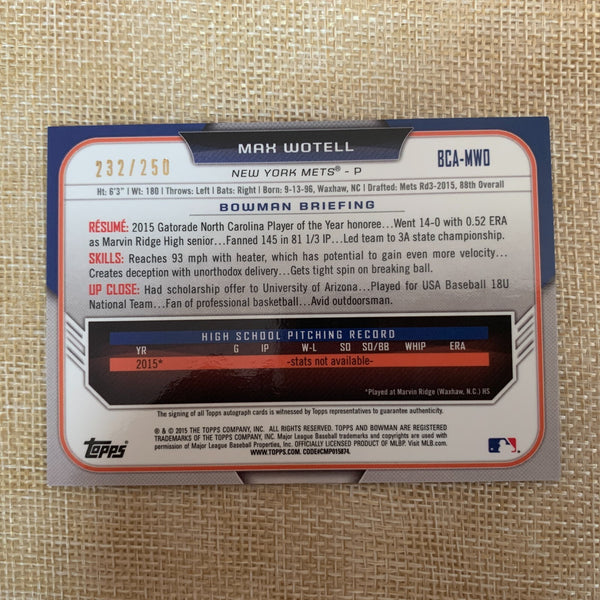 MAX WOTELL
232/250
BCA-MWO
NEW YORK METS® - P
Ht: 6'3" | Wt: 180 | Throws: Left | Bats: Right | Born: 9-13-96, Waxhaw, NC | Drafted: Mets Rd3-2015, 88th Overall
BOWMAN BRIEFING
RÉSUMÉ: 2015 Gatorade North Carolina Player of the Year honoree...Went 14-0 with 0.52 ERA
as Marvin Ridge High senior...Fanned 145 in 81 1/3 IP...Led team to 3A state championship.
SKILLS: Reaches 93 mph with heater, which has potential to gain even more velocity...
Creates deception with unorthodox delivery...Gets tight spin on breaking ball.
UP CLOSE: Had scholarship offer to University of Arizona...Played for USA Baseball 18U
National Team...Fan of professional basketball...Avid outdoorsman.
HIGH SCHOOL PITCHING RECORD
YR G IP W-L SO SO/BB WHIP ERA
2015* -stats not available-
*Played at Marvin Ridge (Waxhaw, N.C.) HS
The signing of all Topps autograph cards is witnessed by Topps representatives to guarantee authenticity.
® & © 2015 THE TOPPS COMPANY, INC. ALL RIGHTS RESERVED. TOPPS AND BOWMAN ARE REGISTERED
TRADEMARKS OF THE TOPPS COMPANY, INC. Major League Baseball trademarks and copyrights are used with
permission of Major League Baseball Properties, Inc. OFFICIALLY LICENSED PRODUCT OF MLBP. Visit MLB.com.
WWW.TOPPS.COM. CODE#CMP015874.
TOPPS